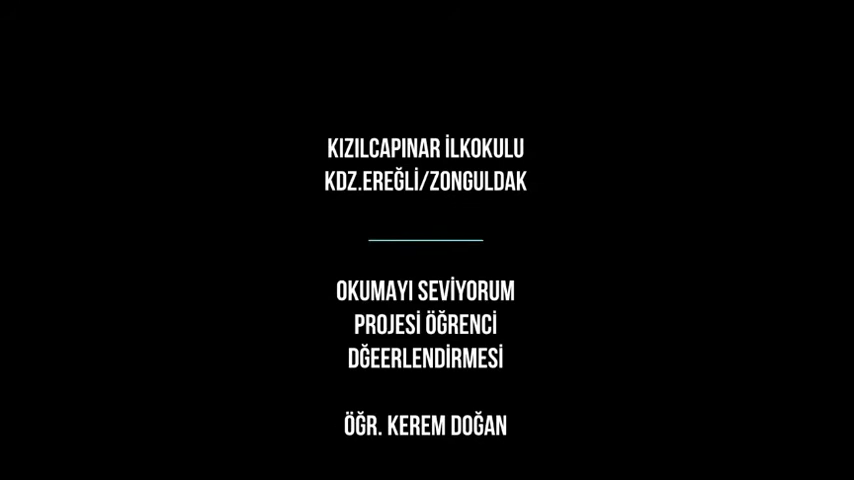 KIZILCAPINAR İLKOKULU
KDZ.EREĞLİ/ZONGULDAK
OKUMAYI SEVİYORUM
PROJESİ ÖĞRENCİ
DĞEERLENDİRMESİ
ÖĞR. KEREM DOĞAN